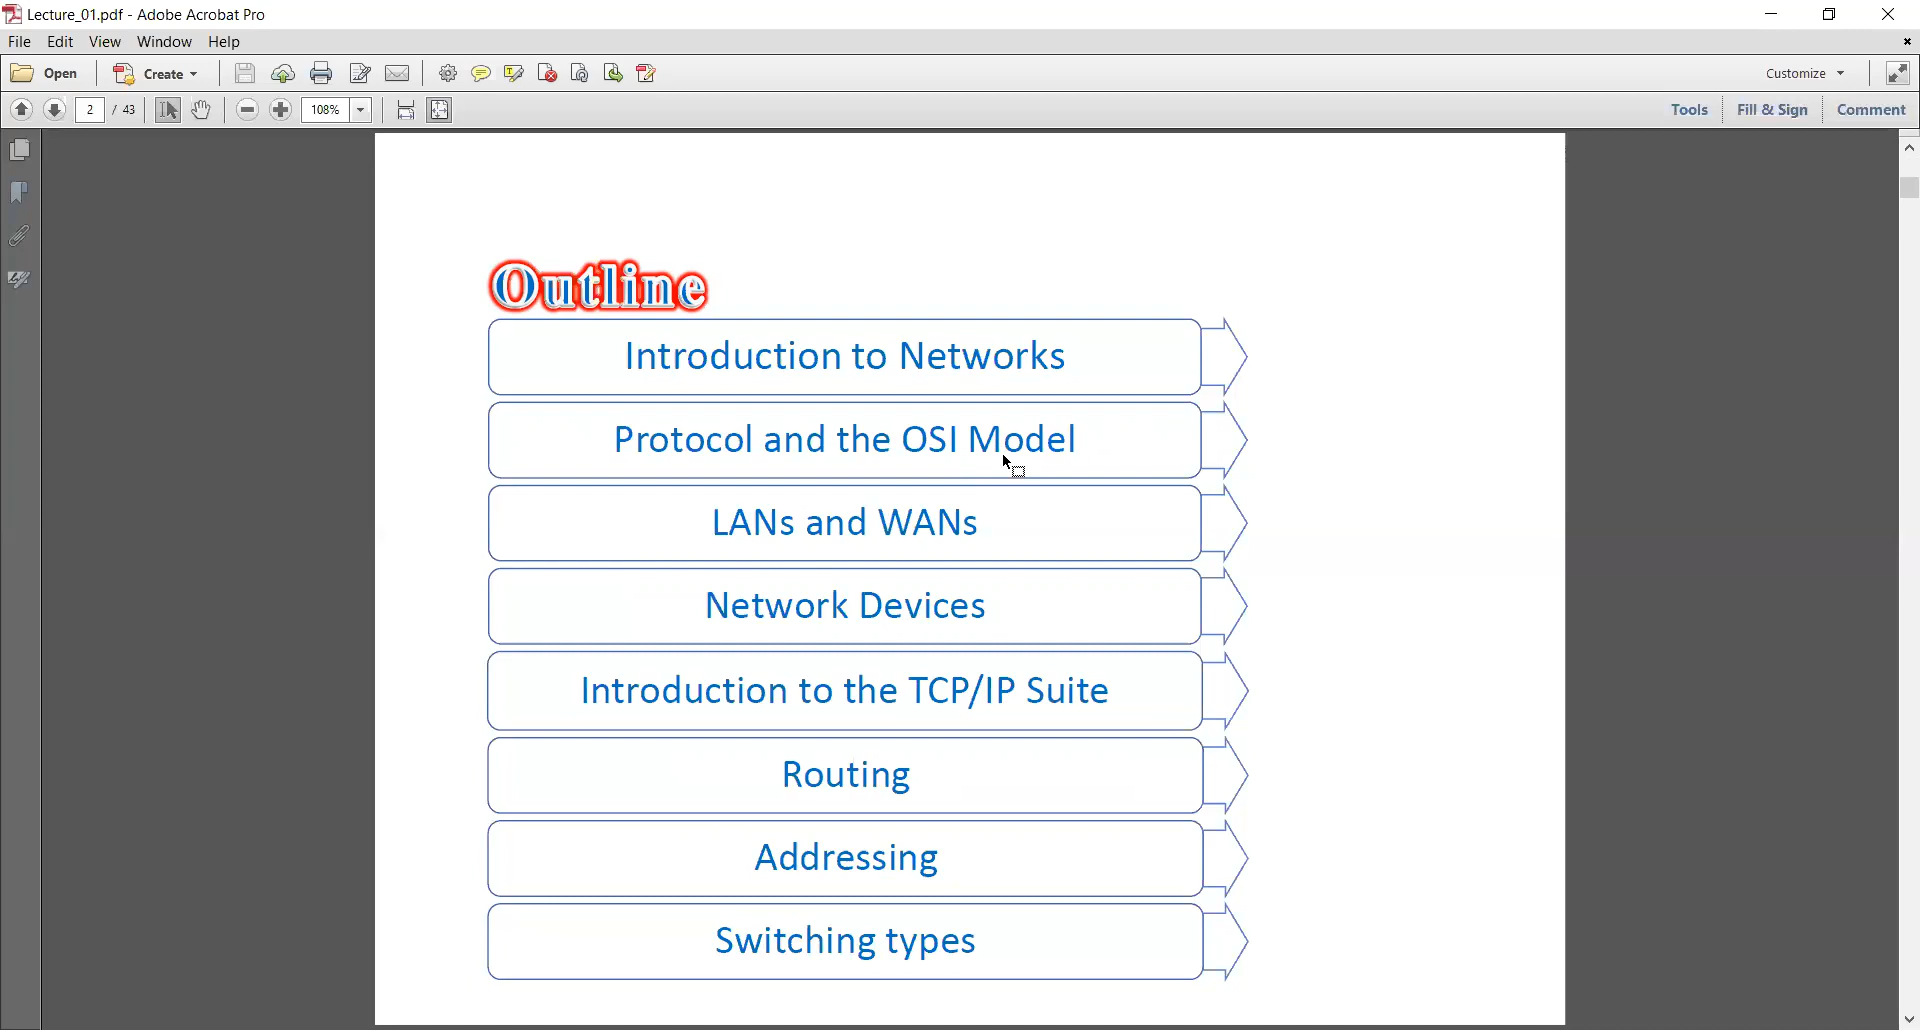 Lecture_01.pdf - Adobe Acrobat Pro
File Edit View Window Help
Open Create Customize
2 / 43 108% Tools Fill & Sign Comment
Outline
Introduction to Networks
Protocol and the OSI Model
LANs and WANs
Network Devices
Introduction to the TCP/IP Suite
Routing
Addressing
Switching types